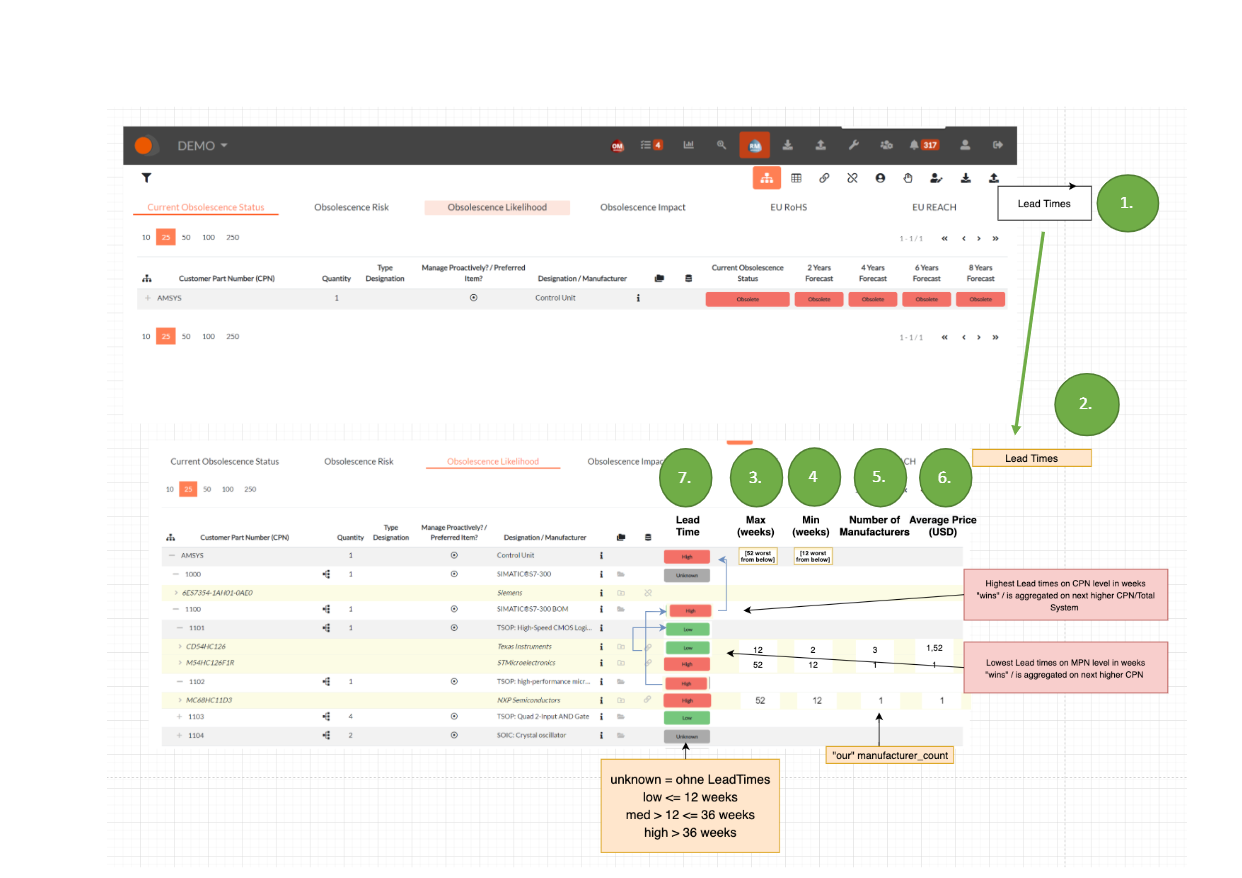 DEMO
OM
4
RM
317
Current Obsolescence Status
Obsolescence Risk
Obsolescence Likelihood
Obsolescence Impact
EU RoHS
EU REACH
Lead Times
1.
10 25 50 100 250
1 - 1 / 1
Customer Part Number (CPN)
Quantity
Type
Designation
Manage Proactively? / Preferred
Item?
Designation / Manufacturer
Current Obsolescence
Status
2 Years
Forecast
4 Years
Forecast
6 Years
Forecast
8 Years
Forecast
AMSYS 1 Control Unit Obsolete Obsolete Obsolete Obsolete Obsolete
10 25 50 100 250
1 - 1 / 1
2.
Current Obsolescence Status
Obsolescence Risk
Obsolescence Likelihood
Obsolescence Impac
CH
Lead Times
7.
3.
4
5.
6.
10 25 50 100 250
Customer Part Number (CPN)
Quantity
Type
Designation
Manage Proactively? /
Preferred Item?
Designation / Manufacturer
Lead
Time
Max
(weeks)
Min
(weeks)
Number of
Manufacturers
Average Price
(USD)
AMSYS 1 Control Unit High
[52 worst
from below]
[12 worst
from below]
1000 1 SIMATIC®S7-300 Unknown
6ES7354-1AH01-0AE0 Siemens
1100 1 SIMATIC®S7-300 BOM High
1101 1 TSOP: High-Speed CMOS Logi... Low
CD54HC126 Texas Instruments Low 12 2 3 1,52
M54HC126F1R STMicroelectronics High 52 12 1 1
1102 1 TSOP: high-performance micr... High
MC68HC11D3 NXP Semiconductors High 52 12 1 1
1103 4 TSOP: Quad 2-Input AND Gate Low
1104 2 SOIC: Crystal oscillator Unknown
Highest Lead times on CPN level in weeks
"wins" / is aggregated on next higher CPN/Total
System
Lowest Lead times on MPN level in weeks
"wins" / is aggregated on next higher CPN
"our" manufacturer_count
unknown = ohne LeadTimes
low <= 12 weeks
med > 12 <= 36 weeks
high > 36 weeks